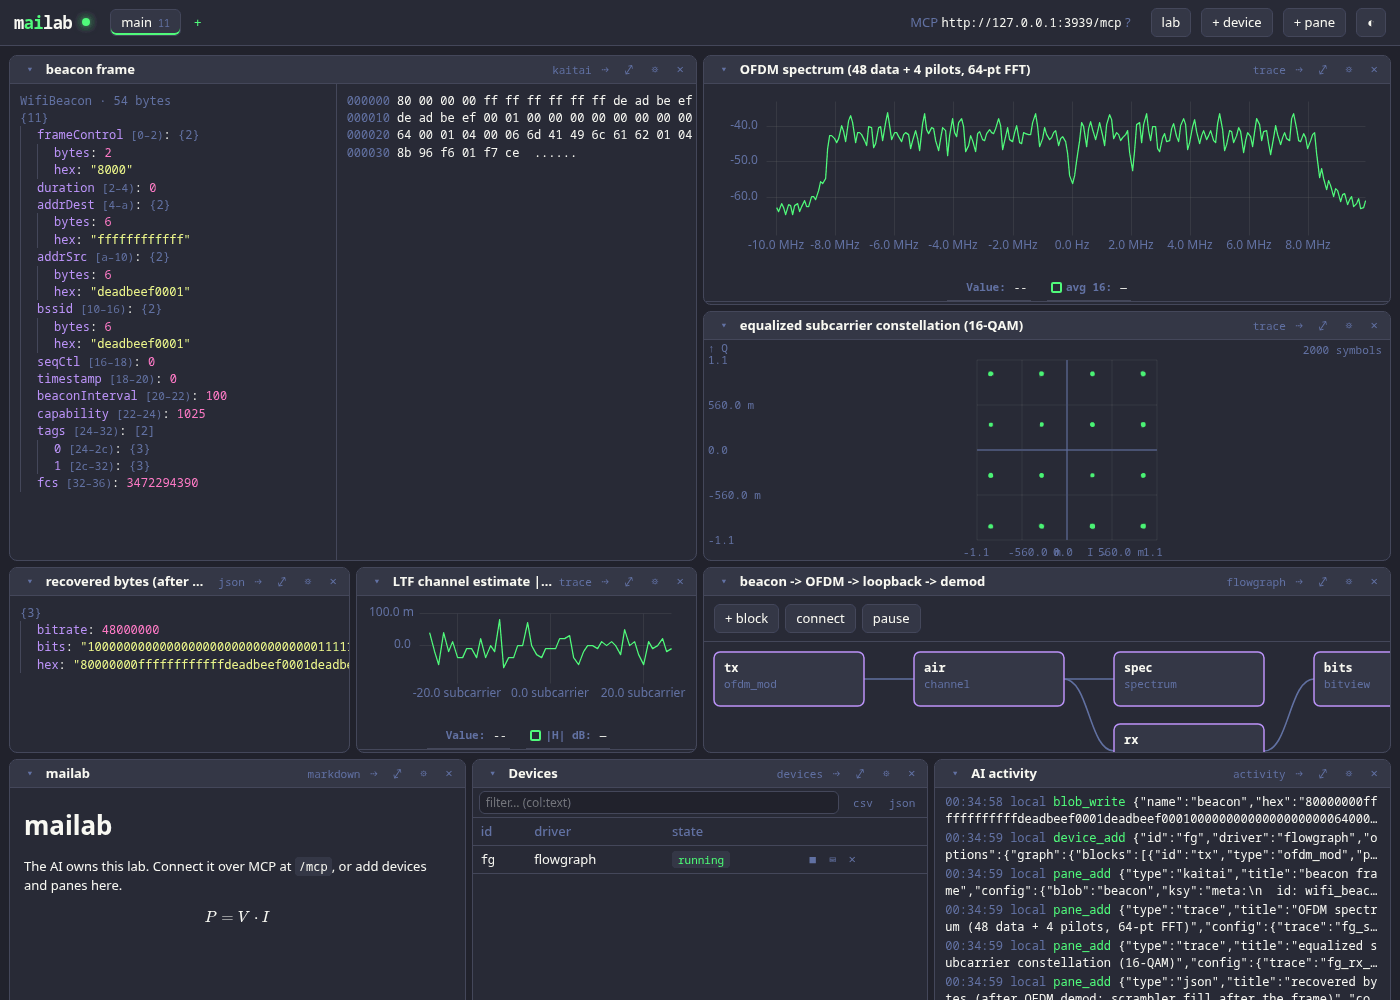 mailab
main 11
+
MCP http://127.0.0.1:3939/mcp ?
lab
+ device
+ pane
beacon frame
kaitai
WifiBeacon · 54 bytes
{11}
frameControl [0–2): {2}
bytes: 2
hex: "8000"
duration [2–4): 0
addrDest [4–a): {2}
bytes: 6
hex: "ffffffffffff"
addrSrc [a–10): {2}
bytes: 6
hex: "deadbeef0001"
bssid [10–16): {2}
bytes: 6
hex: "deadbeef0001"
seqCtl [16–18): 0
timestamp [18–20): 0
beaconInterval [20–22): 100
capability [22–24): 1025
tags [24–32): [2]
0 [24–2c): {3}
1 [2c–32): {3}
fcs [32–36): 3472294390
000000 80 00 00 00 ff ff ff ff ff ff de ad be ef
000010 de ad be ef 00 01 00 00 00 00 00 00 00 00
000020 64 00 01 04 00 06 6d 41 49 6c 61 62 01 04
000030 8b 96 f6 01 f7 ce ......
OFDM spectrum (48 data + 4 pilots, 64-pt FFT)
trace
-40.0
-50.0
-60.0
-10.0 MHz -8.0 MHz -6.0 MHz -4.0 MHz -2.0 MHz 0.0 Hz 2.0 MHz 4.0 MHz 6.0 MHz 8.0 MHz
Value: -- avg 16: –
equalized subcarrier constellation (16-QAM)
trace
↑ Q
2000 symbols
1.1
560.0 m
0.0
-560.0 m
-1.1
-1.1 -560.0 m 0.0 I 560.0 m 1.1
recovered bytes (after ...
json
{3}
bitrate: 48000000
bits: "10000000000000000000000000000000011111
hex: "80000000ffffffffffffdeadbeef0001deadbe
LTF channel estimate |...
trace
100.0 m
0.0
-20.0 subcarrier 0.0 subcarrier 20.0 subcarrier
Value: -- |H| dB: –
beacon -> OFDM -> loopback -> demod
flowgraph
+ block
connect
pause
tx
ofdm_mod
air
channel
spec
spectrum
bits
bitview
rx
mailab
markdown
mailab
The AI owns this lab. Connect it over MCP at /mcp, or add devices
and panes here.
P = V · I
Devices
devices
filter... (col:text)
csv
json
id driver state
fg flowgraph running
AI activity
activity
00:34:58 local blob_write {"name":"beacon","hex":"80000000ff
ffffffffffdeadbeef0001deadbeef00010000000000000000000064000…
00:34:59 local device_add {"id":"fg","driver":"flowgraph","o
ptions":{"graph":{"blocks":[{"id":"tx","type":"ofdm_mod","p…
00:34:59 local pane_add {"type":"kaitai","title":"beacon fra
me","config":{"blob":"beacon","ksy":"meta:\n  id: wifi_beac…
00:34:59 local pane_add {"type":"trace","title":"OFDM spectr
um (48 data + 4 pilots, 64-pt FFT)","config":{"trace":"fg_s…
00:34:59 local pane_add {"type":"trace","title":"equalized s
ubcarrier constellation (16-QAM)","config":{"trace":"fg_rx_…
00:34:59 local pane_add {"type":"json","title":"recovered by
tes (after OFDM demod; scrambler fill after the frame)","co…